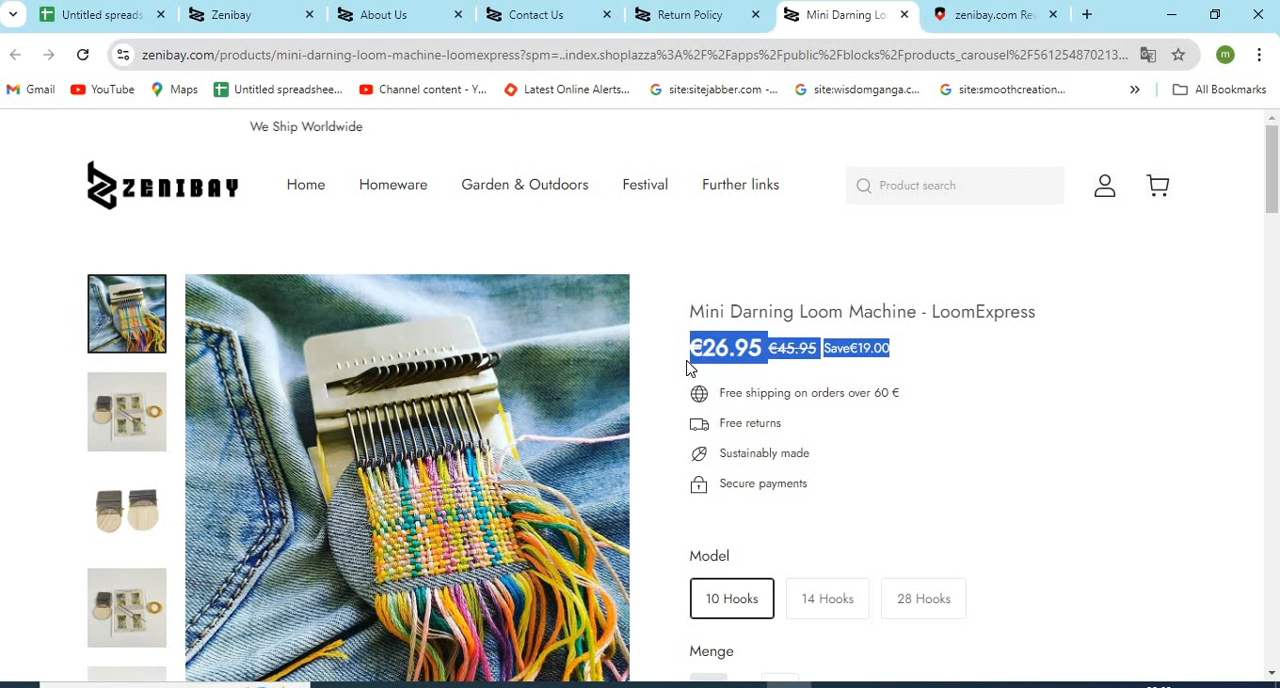 Untitled spreads
Zenibay
About Us
Contact Us
Return Policy
Mini Darning Lo
zenibay.com Re
zenibay.com/products/mini-darning-loom-machine-loomexpress?spm=..index.shoplazza%3A%2F%2Fapps%2Fpublic%2Fblocks%2Fproducts_carousel%2F561254870213...
m
Gmail
YouTube
Maps
Untitled spreadshee...
Channel content - Y...
Latest Online Alerts...
site:sitejabber.com -...
site:wisdomganga.c...
site:smoothcreation...
All Bookmarks
We Ship Worldwide
ZENIBAY
Home
Homeware
Garden & Outdoors
Festival
Further links
Product search
Mini Darning Loom Machine - LoomExpress
€26.95 €45.95 Save€19.00
Free shipping on orders over 60 €
Free returns
Sustainably made
Secure payments
Model
10 Hooks
14 Hooks
28 Hooks
Menge